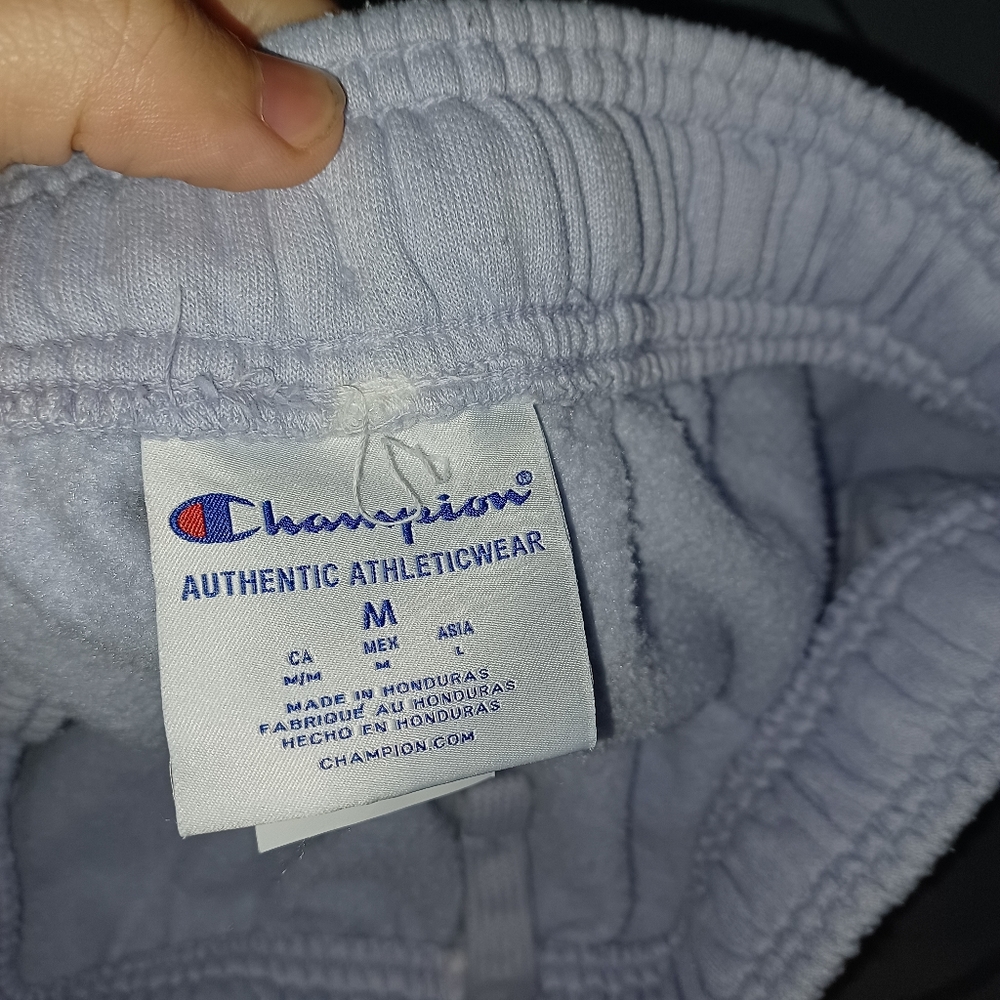 Champion®
AUTHENTIC ATHLETICWEAR
M
CA MEX ASIA
M/M M L
MADE IN HONDURAS
FABRIQUÉ AU HONDURAS
HECHO EN HONDURAS
CHAMPION.COM